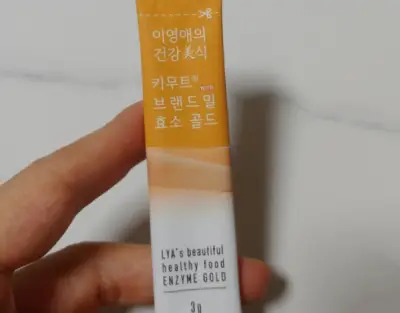 이영애의
건강美식
키무트®
브랜드밀
효소 골드
LYA's beautiful
healthy food
ENZYME GOLD
3g